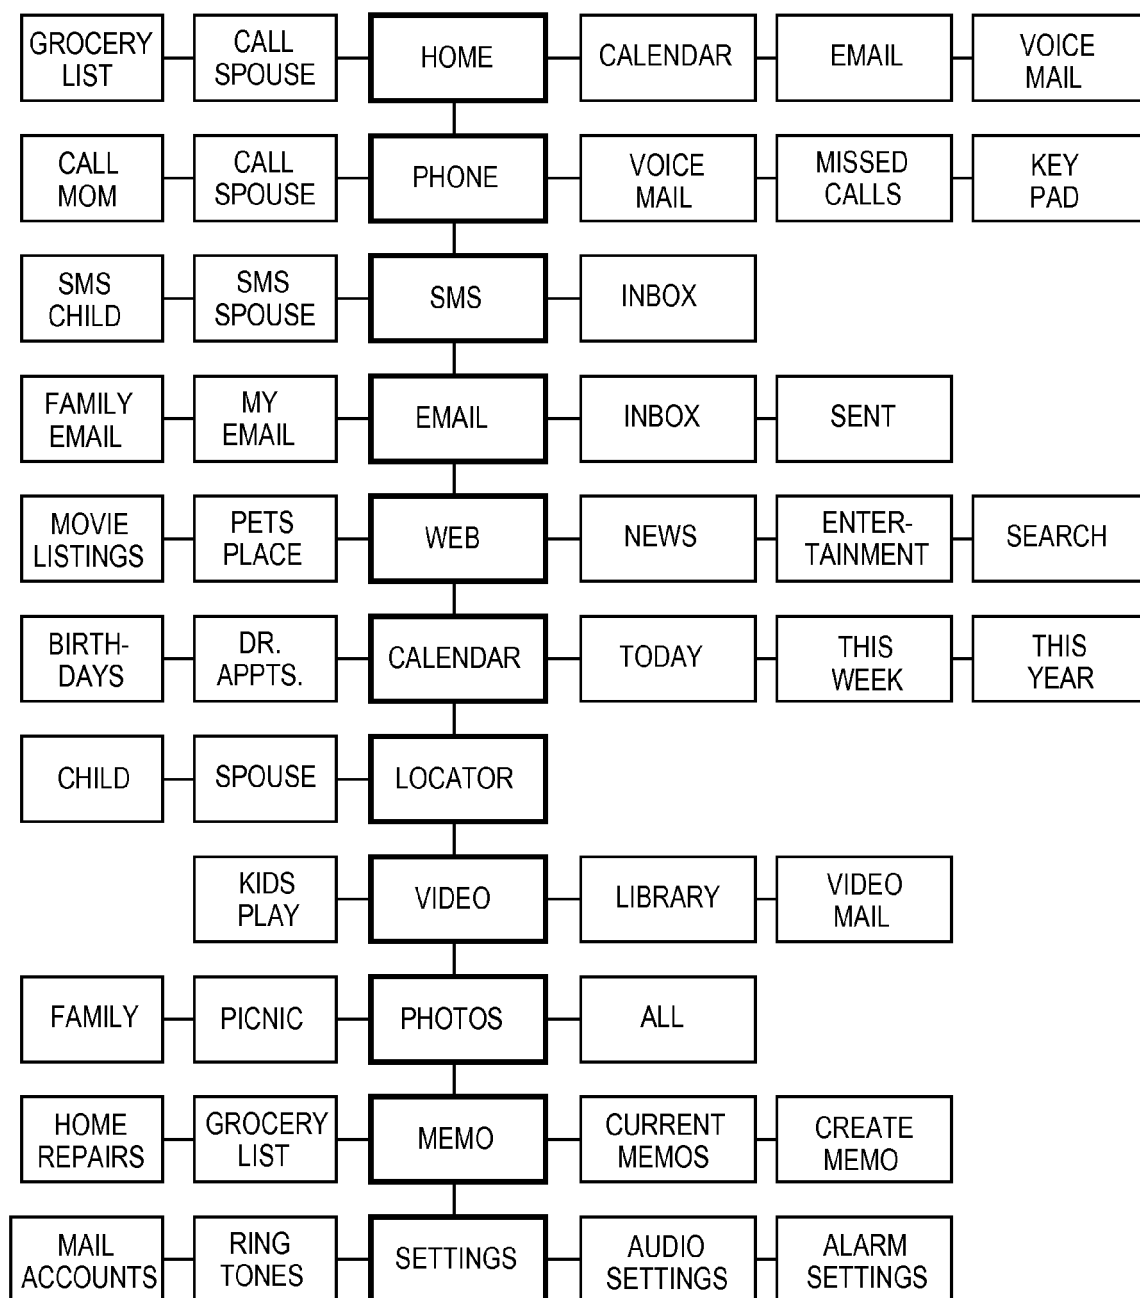 GROCERY
LIST
CALL
SPOUSE
HOME
CALENDAR
EMAIL
VOICE
MAIL
CALL
MOM
CALL
SPOUSE
PHONE
VOICE
MAIL
MISSED
CALLS
KEY
PAD
SMS
CHILD
SMS
SPOUSE
SMS
INBOX
FAMILY
EMAIL
MY
EMAIL
EMAIL
INBOX
SENT
MOVIE
LISTINGS
PETS
PLACE
WEB
NEWS
ENTER-
TAINMENT
SEARCH
BIRTH-
DAYS
DR.
APPTS.
CALENDAR
TODAY
THIS
WEEK
THIS
YEAR
CHILD
SPOUSE
LOCATOR
KIDS
PLAY
VIDEO
LIBRARY
VIDEO
MAIL
FAMILY
PICNIC
PHOTOS
ALL
HOME
REPAIRS
GROCERY
LIST
MEMO
CURRENT
MEMOS
CREATE
MEMO
MAIL
ACCOUNTS
RING
TONES
SETTINGS
AUDIO
SETTINGS
ALARM
SETTINGS